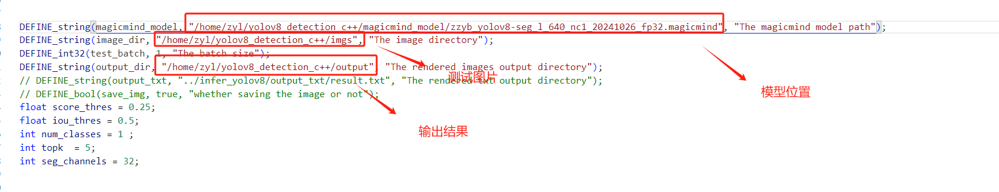 DEFINE_string(magicmind_model, "/home/zyl/yolov8_detection_c++/magicmind_model/zzyb_yolov8-seg_l_640_nc1_20241026_fp32.magicmind", "The magicmind model path");
DEFINE_string(image_dir, "/home/zyl/yolov8_detection_c++/imgs", "The image directory");
DEFINE_int32(test_batch, 1, "The batch size");
DEFINE_string(output_dir, "/home/zyl/yolov8_detection_c++/output", "The rendered images output directory");
测试图片
// DEFINE_string(output_txt, "../infer_yolov8/output_txt/result.txt", "The rendered txt output directory");
// DEFINE_bool(save_img, true, "whether saving the image or not");
模型位置
float score_thres = 0.25;
float iou_thres = 0.5;
输出结果
int num_classes = 1 ;
int topk  = 5;
int seg_channels = 32;